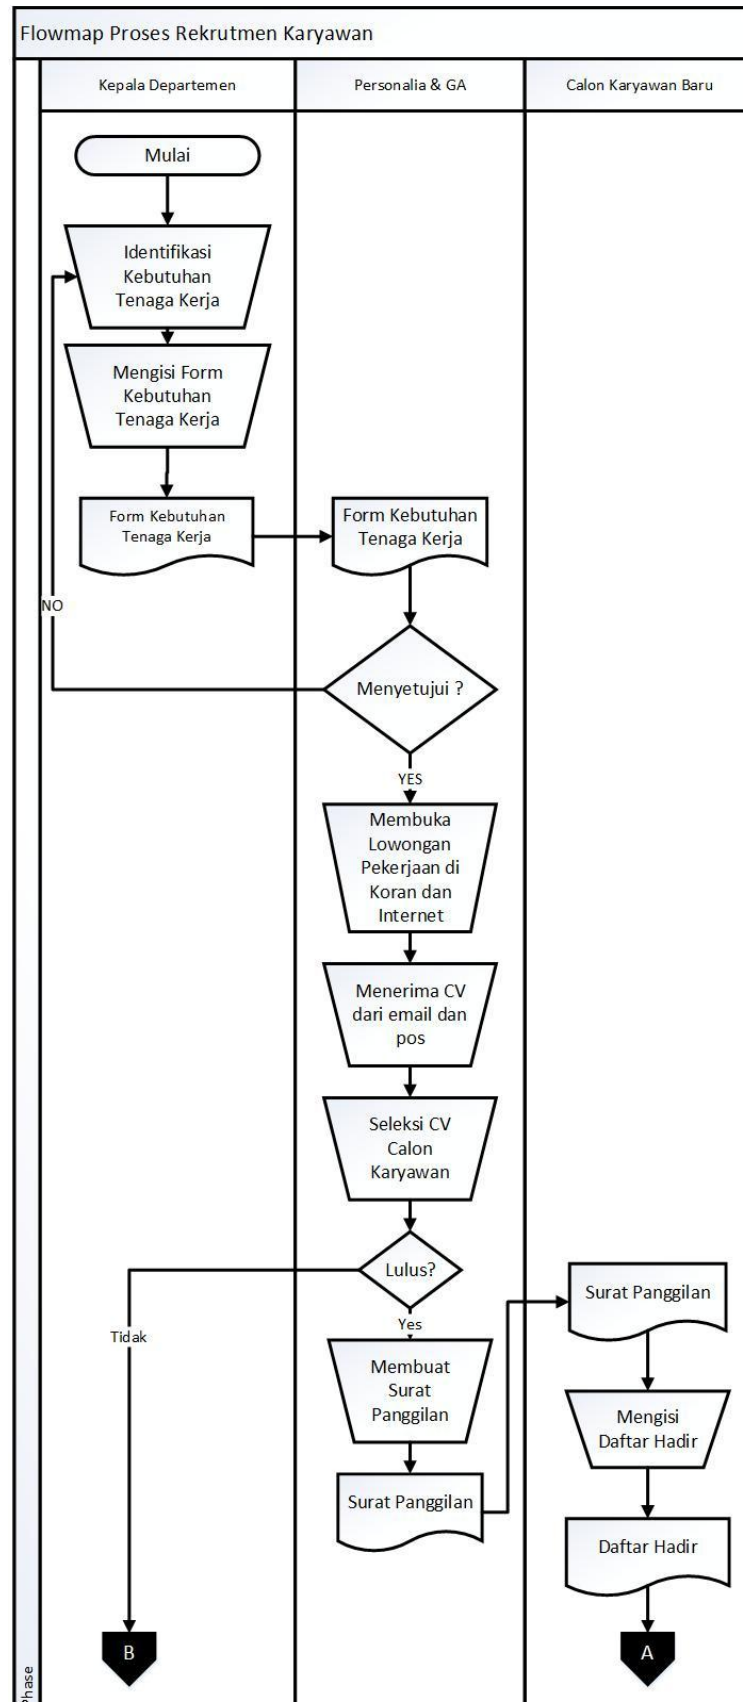 Flowmap Proses Rekrutmen Karyawan
Kepala Departemen
Personalia & GA
Calon Karyawan Baru
Mulai
Identifikasi
Kebutuhan
Tenaga Kerja
Mengisi Form
Kebutuhan
Tenaga Kerja
Form Kebutuhan
Tenaga Kerja
Form Kebutuhan
Tenaga Kerja
NO
Menyetujui ?
YES
Membuka
Lowongan
Pekerjaan di
Koran dan
Internet
Menerima CV
dari email dan
pos
Seleksi CV
Calon
Karyawan
Lulus?
Tidak
Yes
Membuat
Surat
Panggilan
Surat Panggilan
Surat Panggilan
Mengisi
Daftar Hadir
Daftar Hadir
B
A
Phase